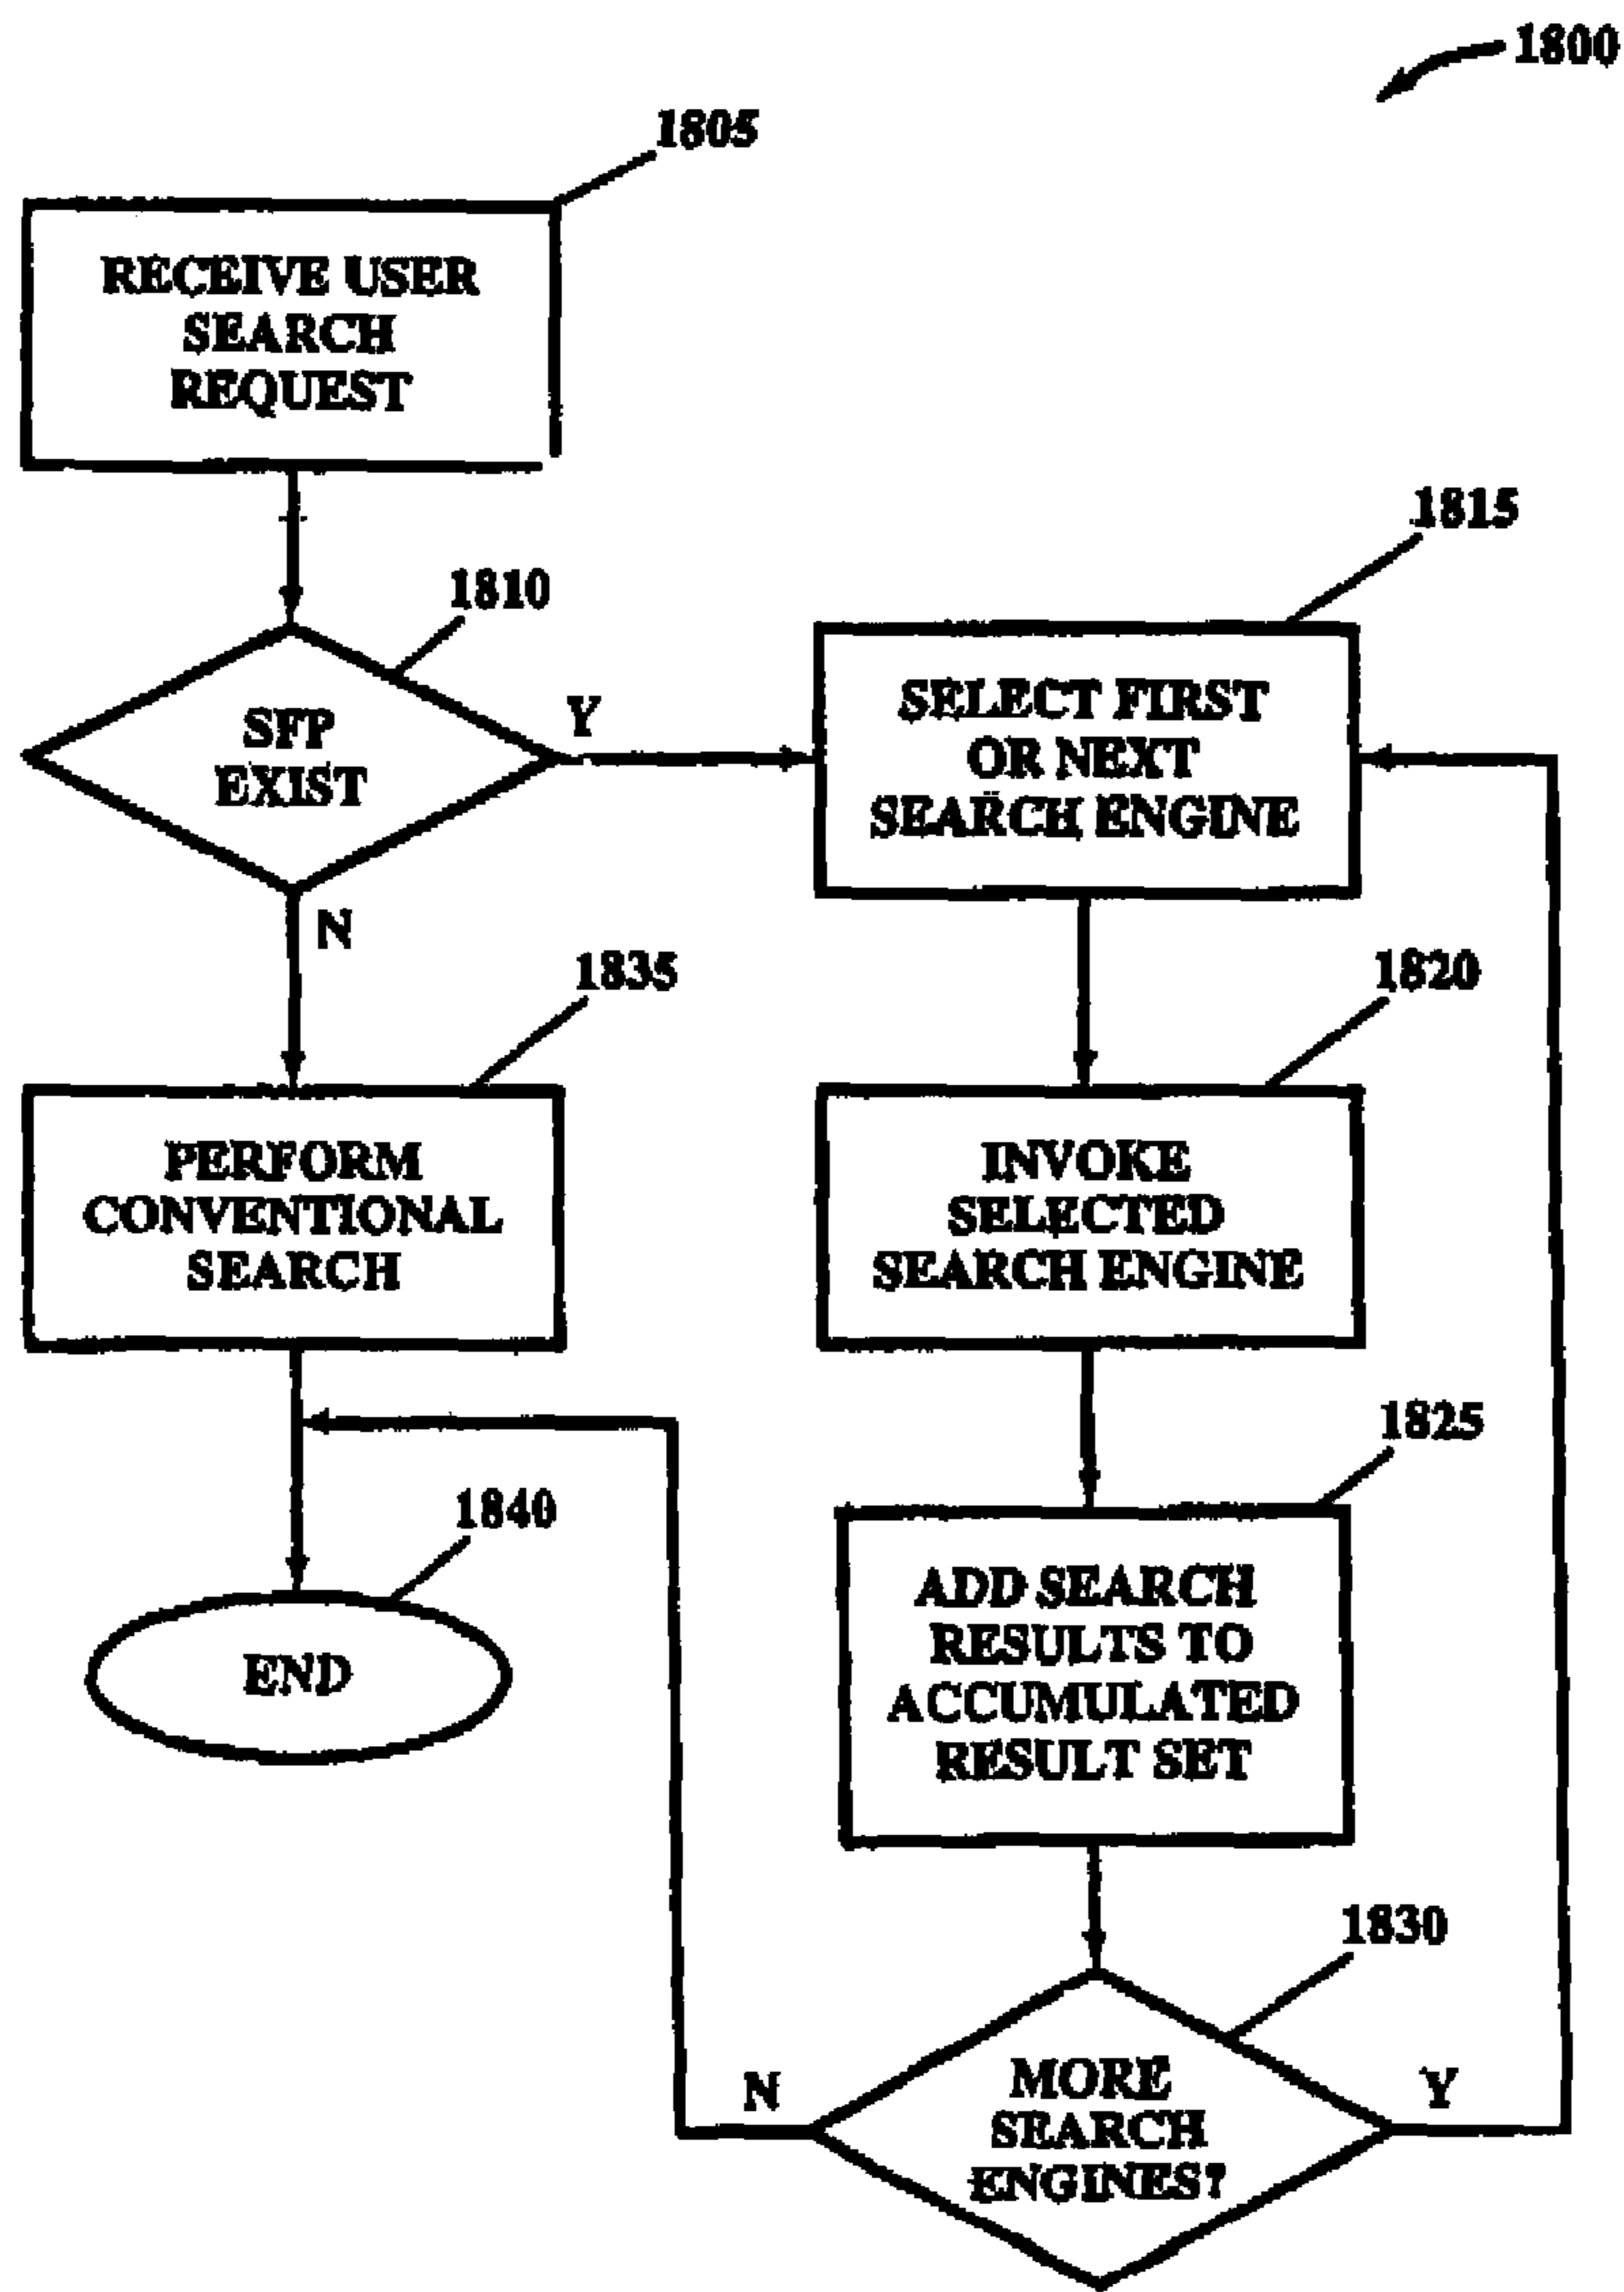 1800
1805
RECEIVE USER
SEARCH
REQUEST
1810
SFP
EXIST
Y
N
1815
SELECT FIRST
OR NEXT
SEARCH ENGINE
1835
PERFORM
CONVENTIONAL
SEARCH
1820
INVOKE
SELECTED
SEARCH ENGINE
1840
END
1825
ADD SEARCH
RESULTS TO
ACCUMULATED
RESULT SET
1830
MORE
SEARCH
ENGINES?
N
Y